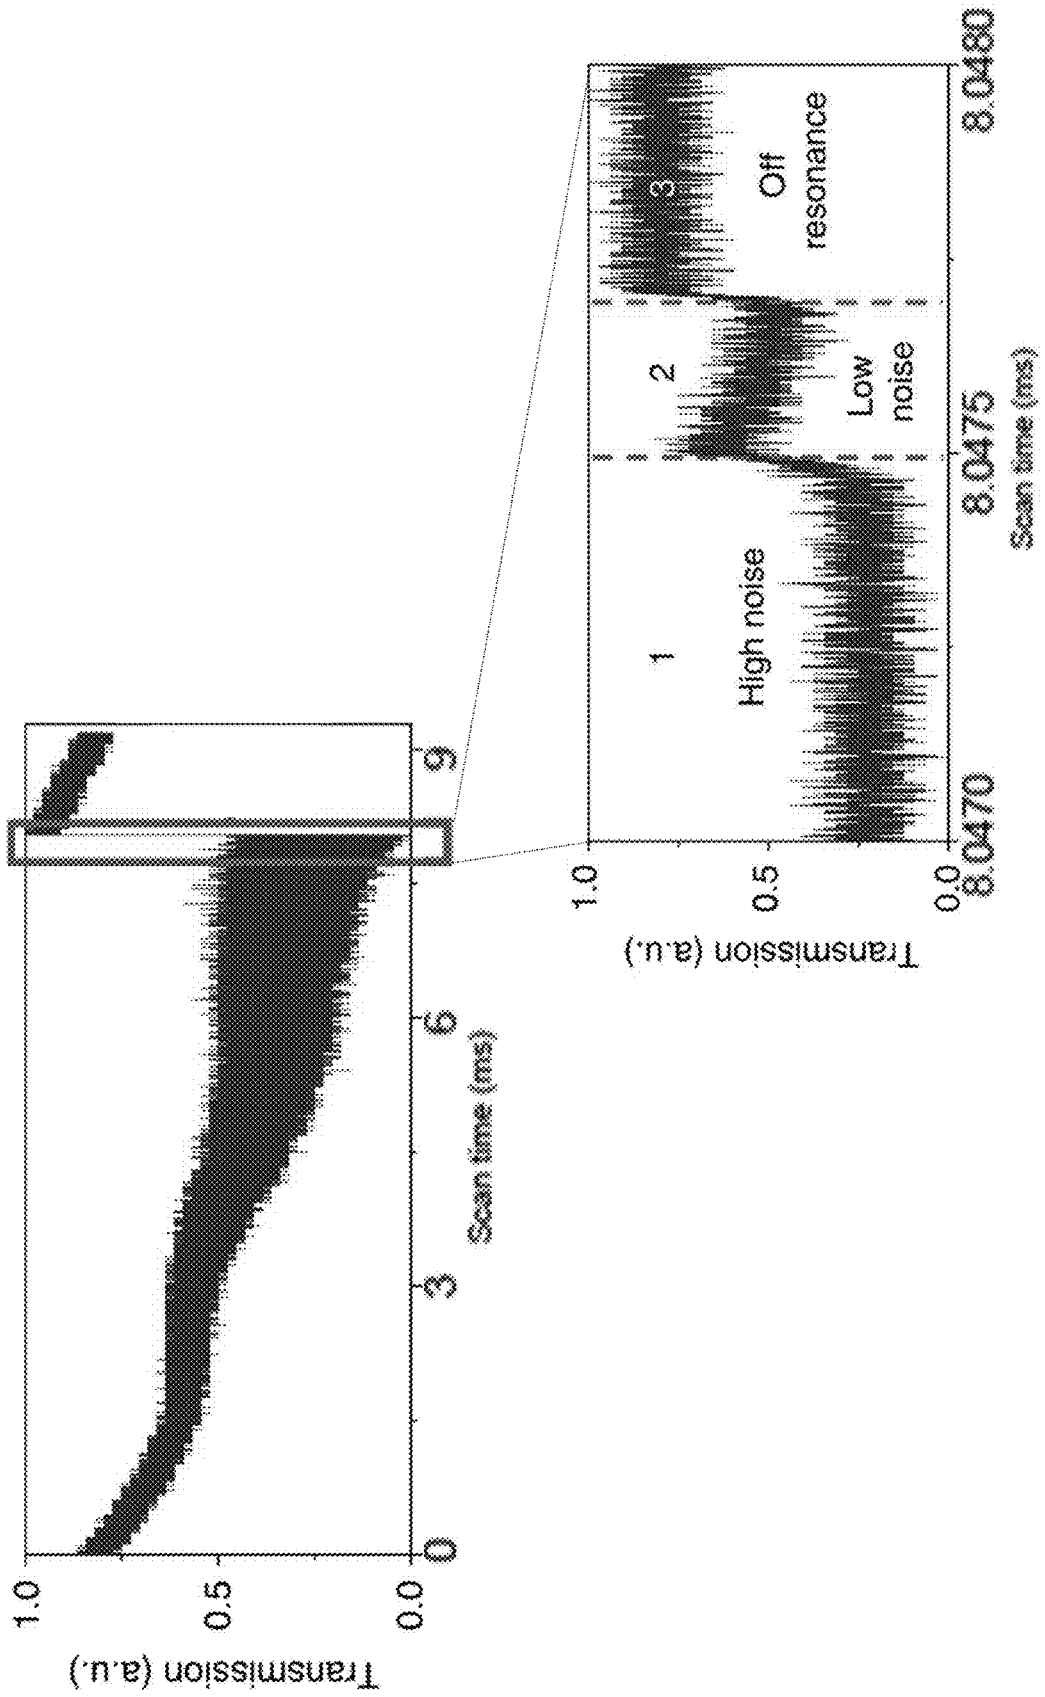 Transmission (a.u.)
1.0
0.5
0.0
0
3
6
9
Scan time (ms)
Transmission (a.u.)
1.0
0.5
0.0
1
High noise
2
Low
noise
3
Off
resonance
8.0470
8.0475
8.0480
Scan time (ms)